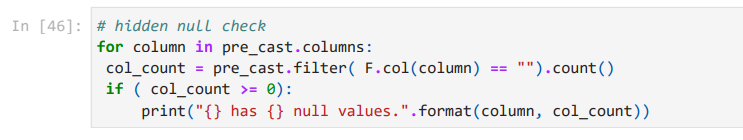 In [46]: # hidden null check
for column in pre_cast.columns:
 col_count = pre_cast.filter( F.col(column) == "").count()
 if ( col_count >= 0):
     print("{} has {} null values.".format(column, col_count))